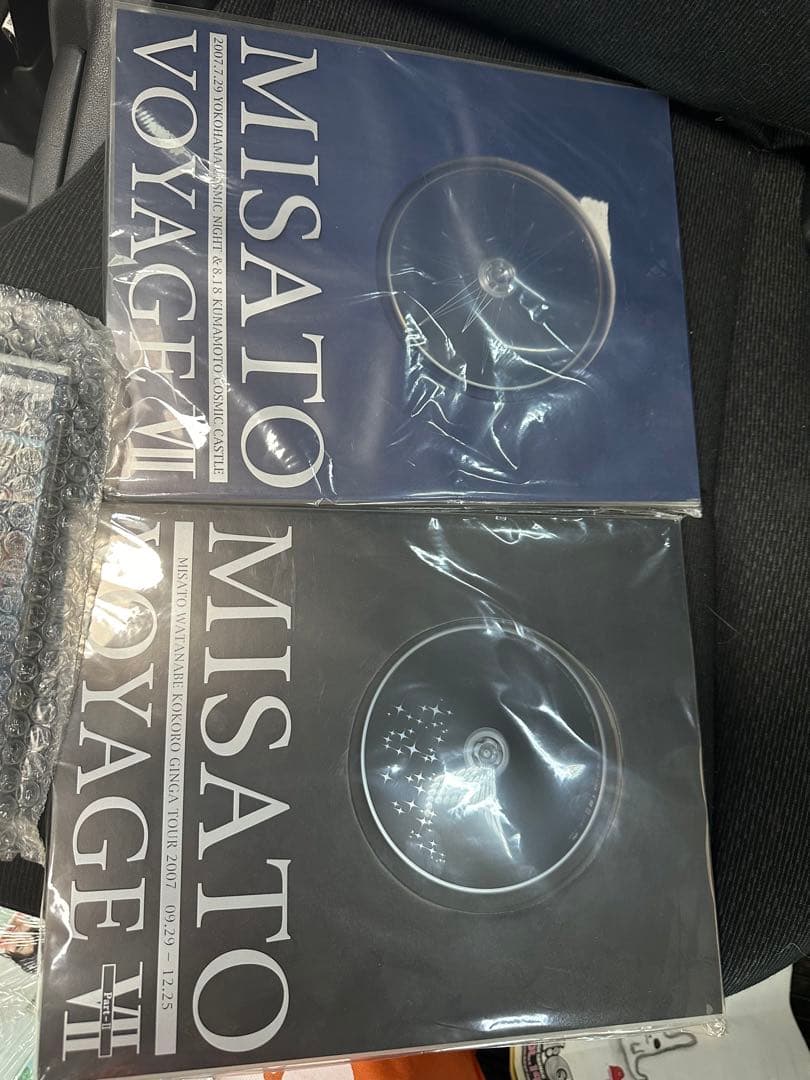 MISATO
2007.7.29 YOKOHAMA COSMIC NIGHT & 8.18 KUMAMOTO COSMIC CASTLE
VOYAGE VII
MISATO
MISATO WATANABE KOKORO GINGA TOUR 2007 09.29 – 12.25
VOYAGE VII
Part-II